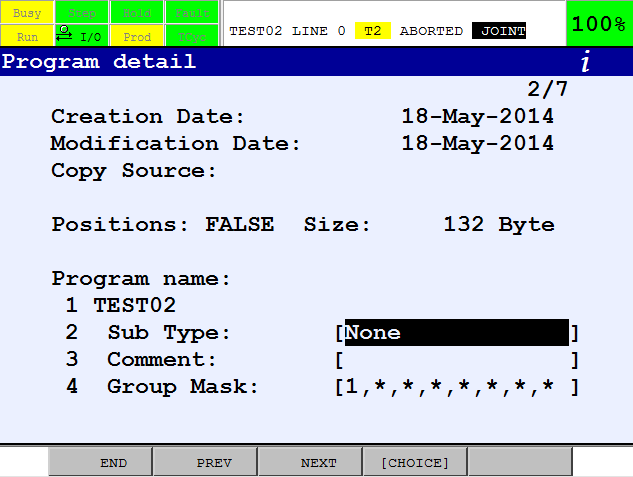 Busy Step Hold Fault
Run I/O Prod TCyc
TEST02 LINE 0 T2 ABORTED JOINT
100%
Program detail i
2/7
Creation Date: 18-May-2014
Modification Date: 18-May-2014
Copy Source:
Positions: FALSE Size: 132 Byte
Program name:
1 TEST02
2 Sub Type: [None ]
3 Comment: [ ]
4 Group Mask: [1,*,*,*,*,*,*,* ]
END PREV NEXT [CHOICE]